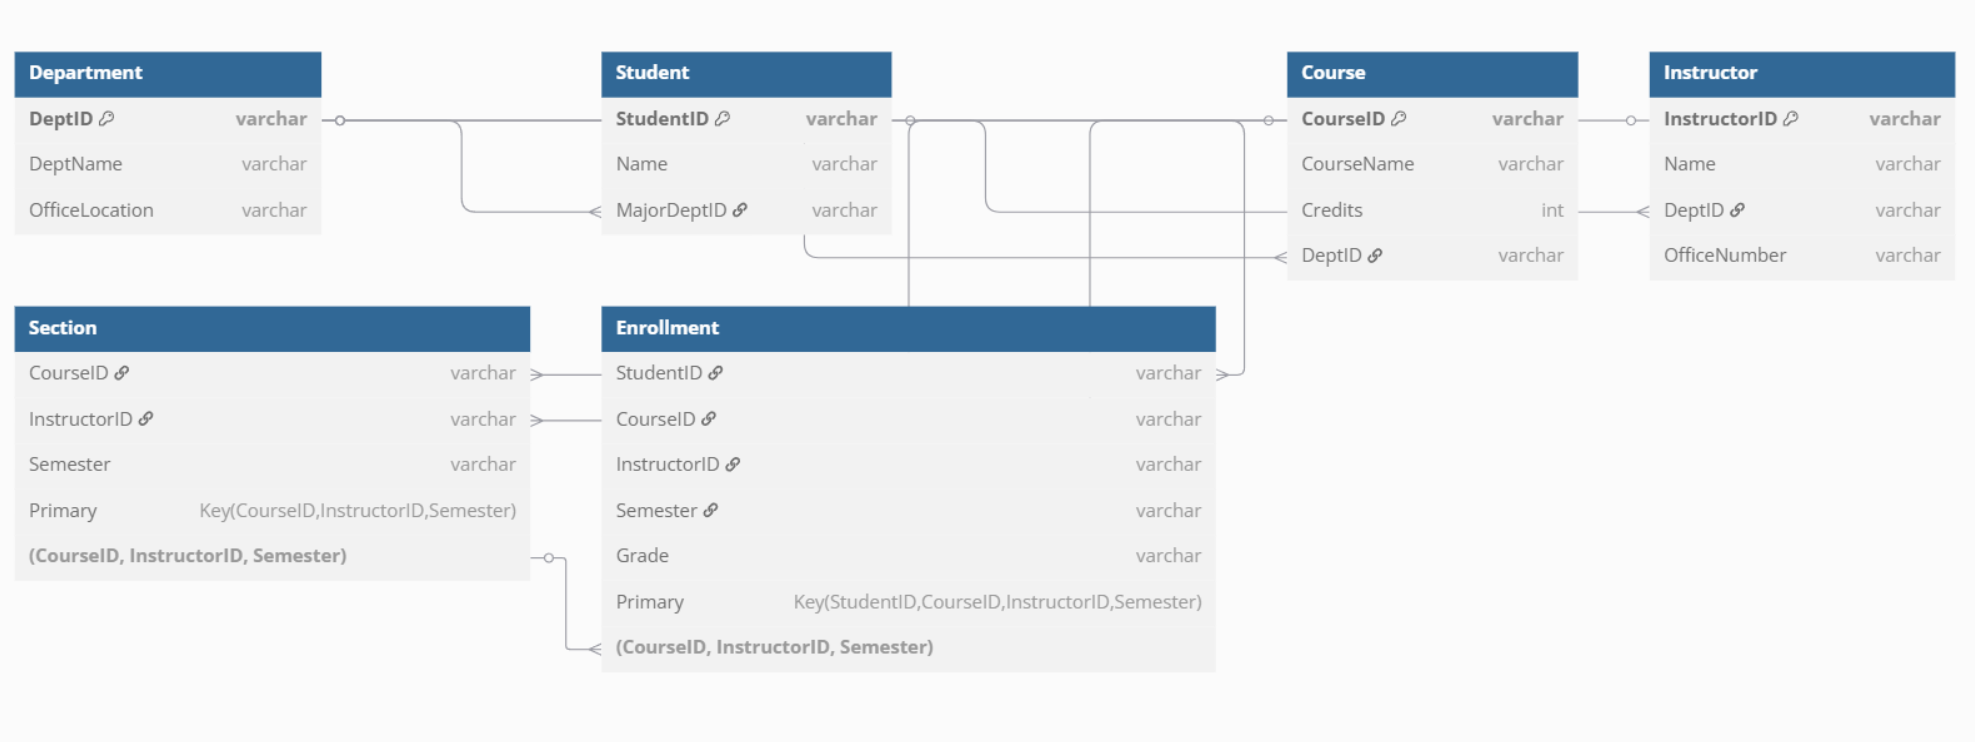 Department
DeptID varchar
DeptName varchar
OfficeLocation varchar
Student
StudentID varchar
Name varchar
MajorDeptID varchar
Course
CourseID varchar
CourseName varchar
Credits int
DeptID varchar
Instructor
InstructorID varchar
Name varchar
DeptID varchar
OfficeNumber varchar
Section
CourseID varchar
InstructorID varchar
Semester varchar
Primary Key(CourseID,InstructorID,Semester)
(CourseID, InstructorID, Semester)
Enrollment
StudentID varchar
CourseID varchar
InstructorID varchar
Semester varchar
Grade varchar
Primary Key(StudentID,CourseID,InstructorID,Semester)
(CourseID, InstructorID, Semester)